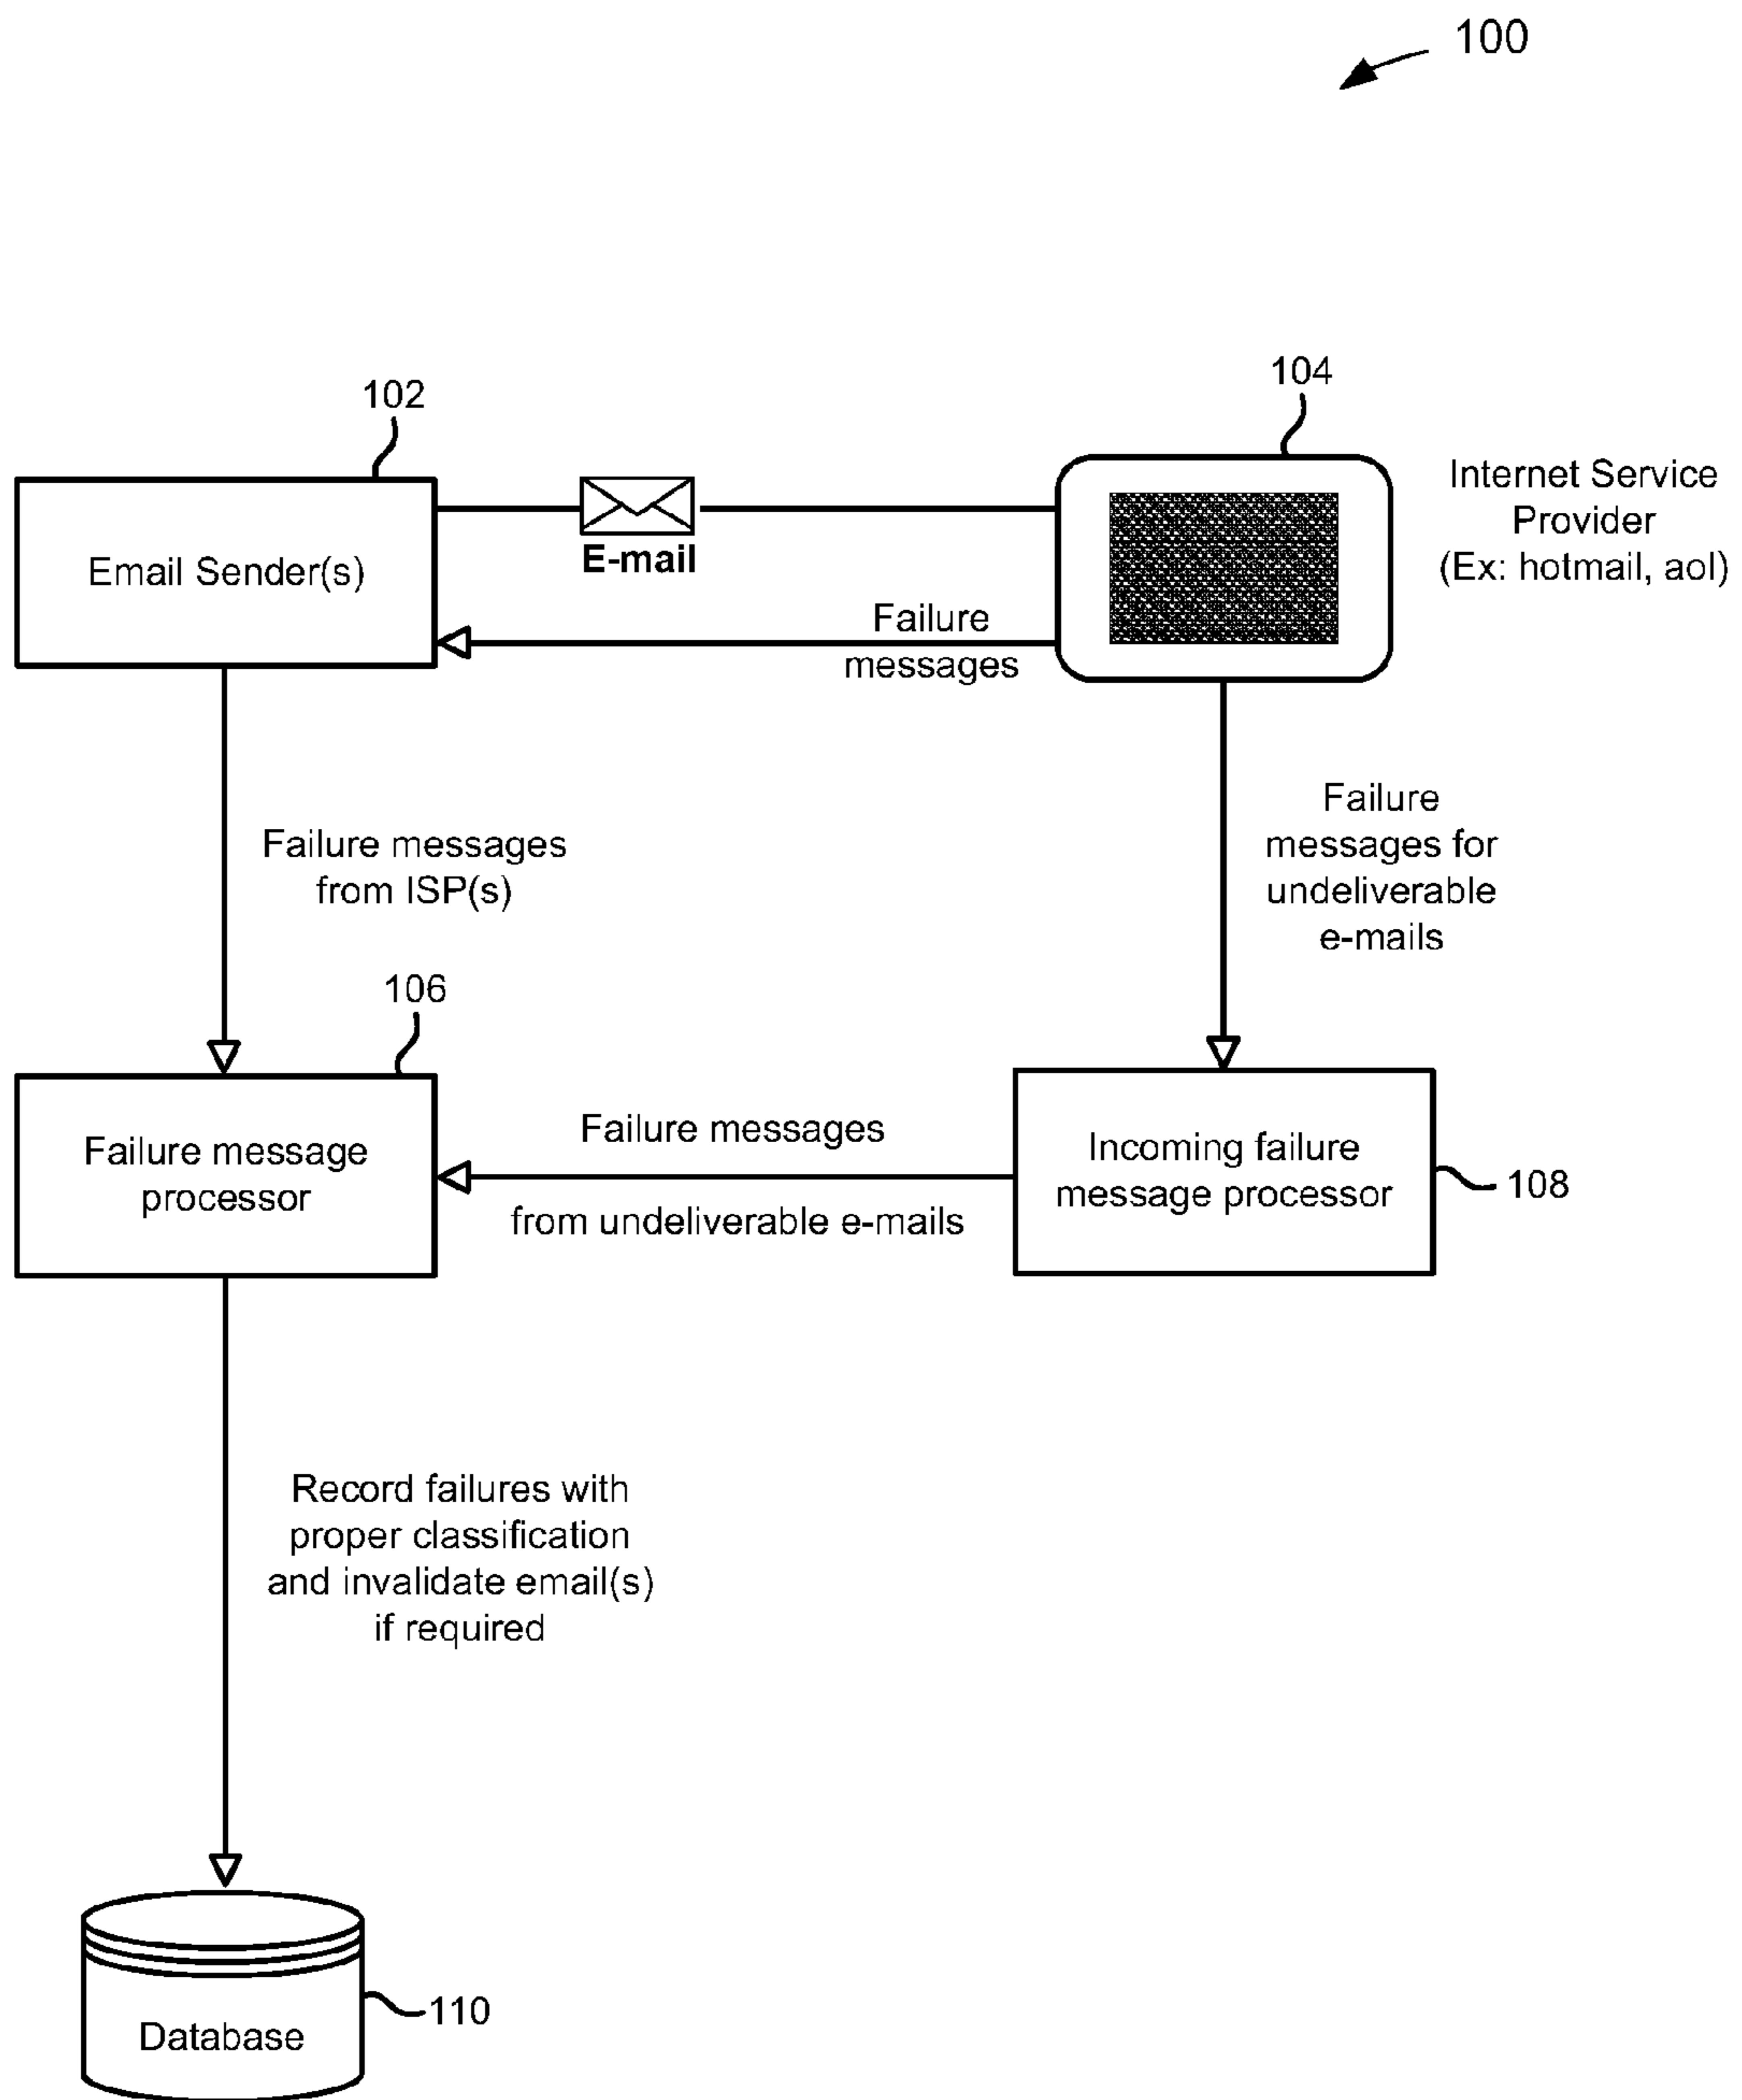 100
102
104
Email Sender(s)
E-mail
Internet Service
Provider
(Ex: hotmail, aol)
Failure
messages
Failure messages
from ISP(s)
Failure
messages for
undeliverable
e-mails
106
Failure message
processor
Failure messages
from undeliverable e-mails
Incoming failure
message processor
108
Record failures with
proper classification
and invalidate email(s)
if required
Database
110